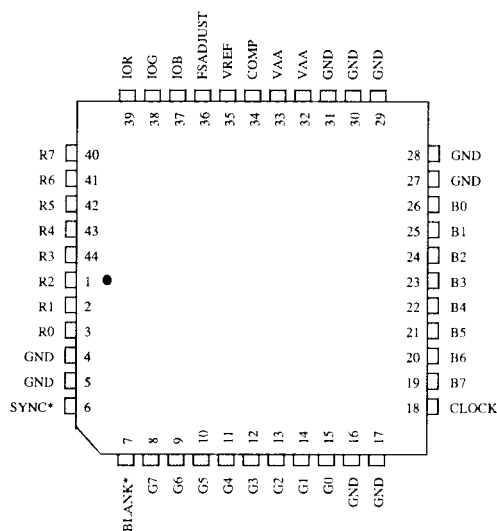 IOR IOG IOB FSADJUST VREF COMP VAA VAA GND GND GND
39 38 37 36 35 34 33 32 31 30 29
R7 40 28 GND
R6 41 27 GND
R5 42 26 B0
R4 43 25 B1
R3 44 24 B2
R2 1 23 B3
R1 2 22 B4
R0 3 21 B5
GND 4 20 B6
GND 5 19 B7
SYNC* 6 18 CLOCK
7 8 9 10 11 12 13 14 15 16 17
BLANK* G7 G6 G5 G4 G3 G2 G1 G0 GND GND